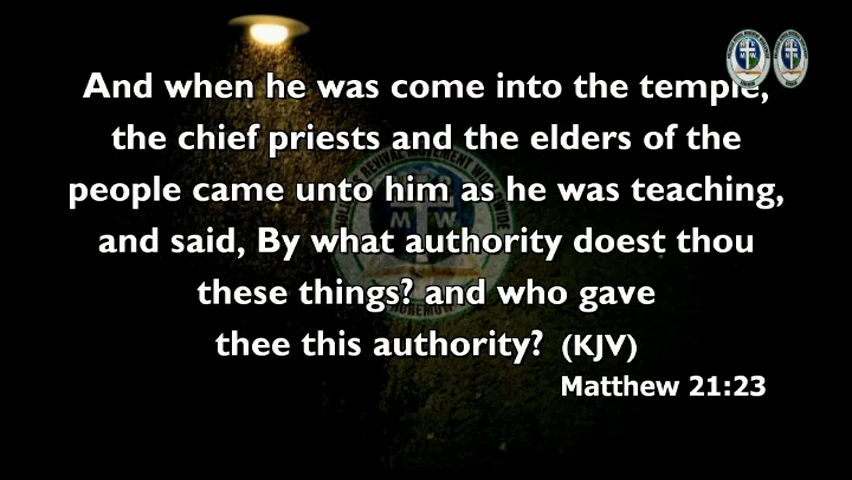 And when he was come into the temple,
the chief priests and the elders of the
people came unto him as he was teaching,
and said, By what authority doest thou
these things? and who gave
thee this authority? (KJV)
Matthew 21:23